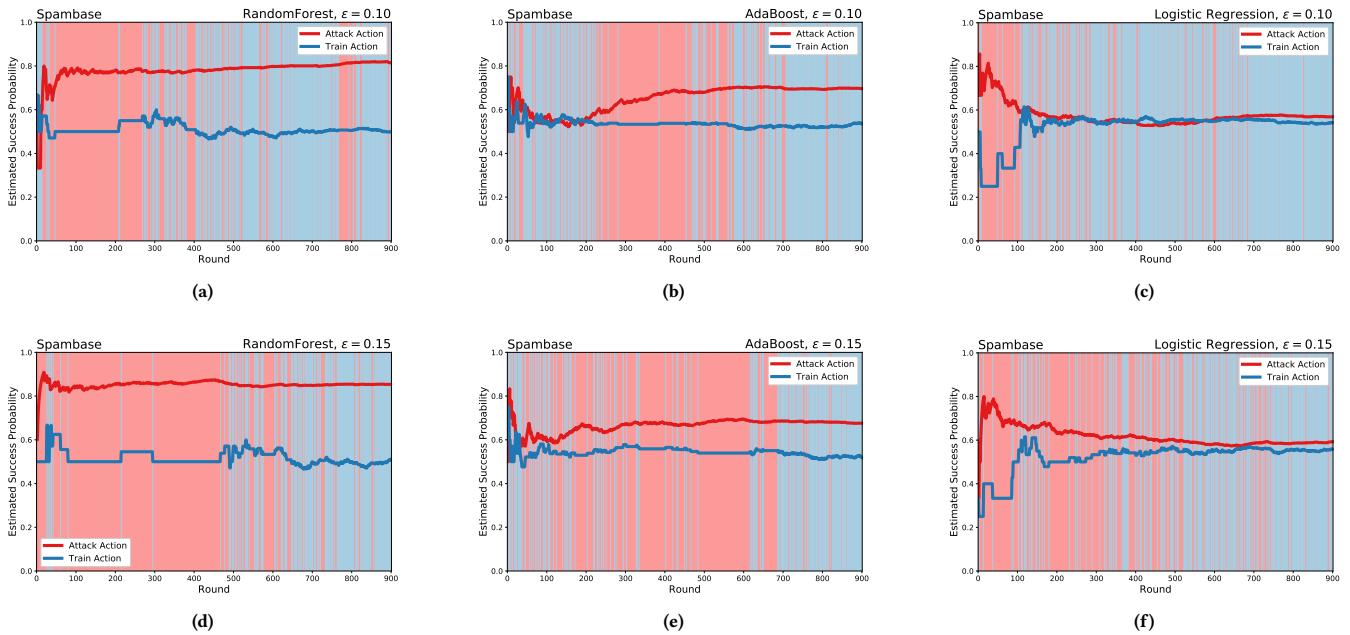 Spambase RandomForest, ε = 0.10
Attack Action
Train Action
Estimated Success Probability
1.0
0.8
0.6
0.4
0.2
0.0
0 100 200 300 400 500 600 700 800 900
Round
(a)
Spambase AdaBoost, ε = 0.10
Attack Action
Train Action
Estimated Success Probability
1.0
0.8
0.6
0.4
0.2
0.0
0 100 200 300 400 500 600 700 800 900
Round
(b)
Spambase Logistic Regression, ε = 0.10
Attack Action
Train Action
Estimated Success Probability
1.0
0.8
0.6
0.4
0.2
0.0
0 100 200 300 400 500 600 700 800 900
Round
(c)
Spambase RandomForest, ε = 0.15
Estimated Success Probability
1.0
0.8
0.6
0.4
0.2
0.0
Attack Action
Train Action
0 100 200 300 400 500 600 700 800 900
Round
(d)
Spambase AdaBoost, ε = 0.15
Attack Action
Train Action
Estimated Success Probability
1.0
0.8
0.6
0.4
0.2
0.0
0 100 200 300 400 500 600 700 800 900
Round
(e)
Spambase Logistic Regression, ε = 0.15
Attack Action
Train Action
Estimated Success Probability
1.0
0.8
0.6
0.4
0.2
0.0
0 100 200 300 400 500 600 700 800 900
Round
(f)